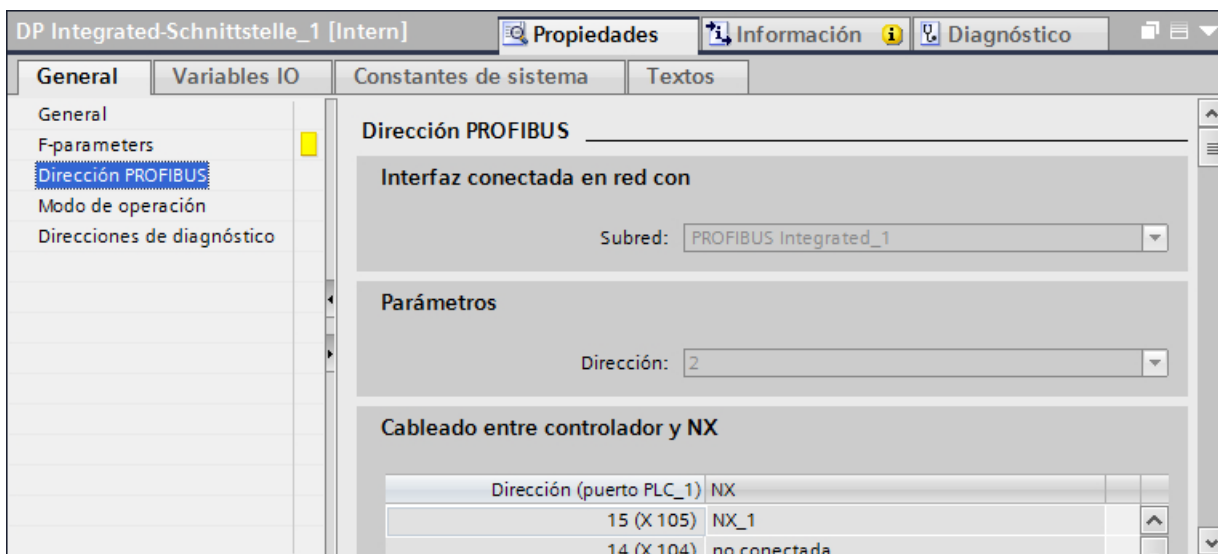 DP Integrated-Schnittstelle_1 [Intern] Propiedades Información Diagnóstico
General Variables IO Constantes de sistema Textos
General
F-parameters
Dirección PROFIBUS
Modo de operación
Direcciones de diagnóstico
Dirección PROFIBUS
Interfaz conectada en red con
Subred: PROFIBUS Integrated_1
Parámetros
Dirección: 2
Cableado entre controlador y NX
Dirección (puerto PLC_1) NX
15 (X 105) NX_1
14 (X 104) no conectada